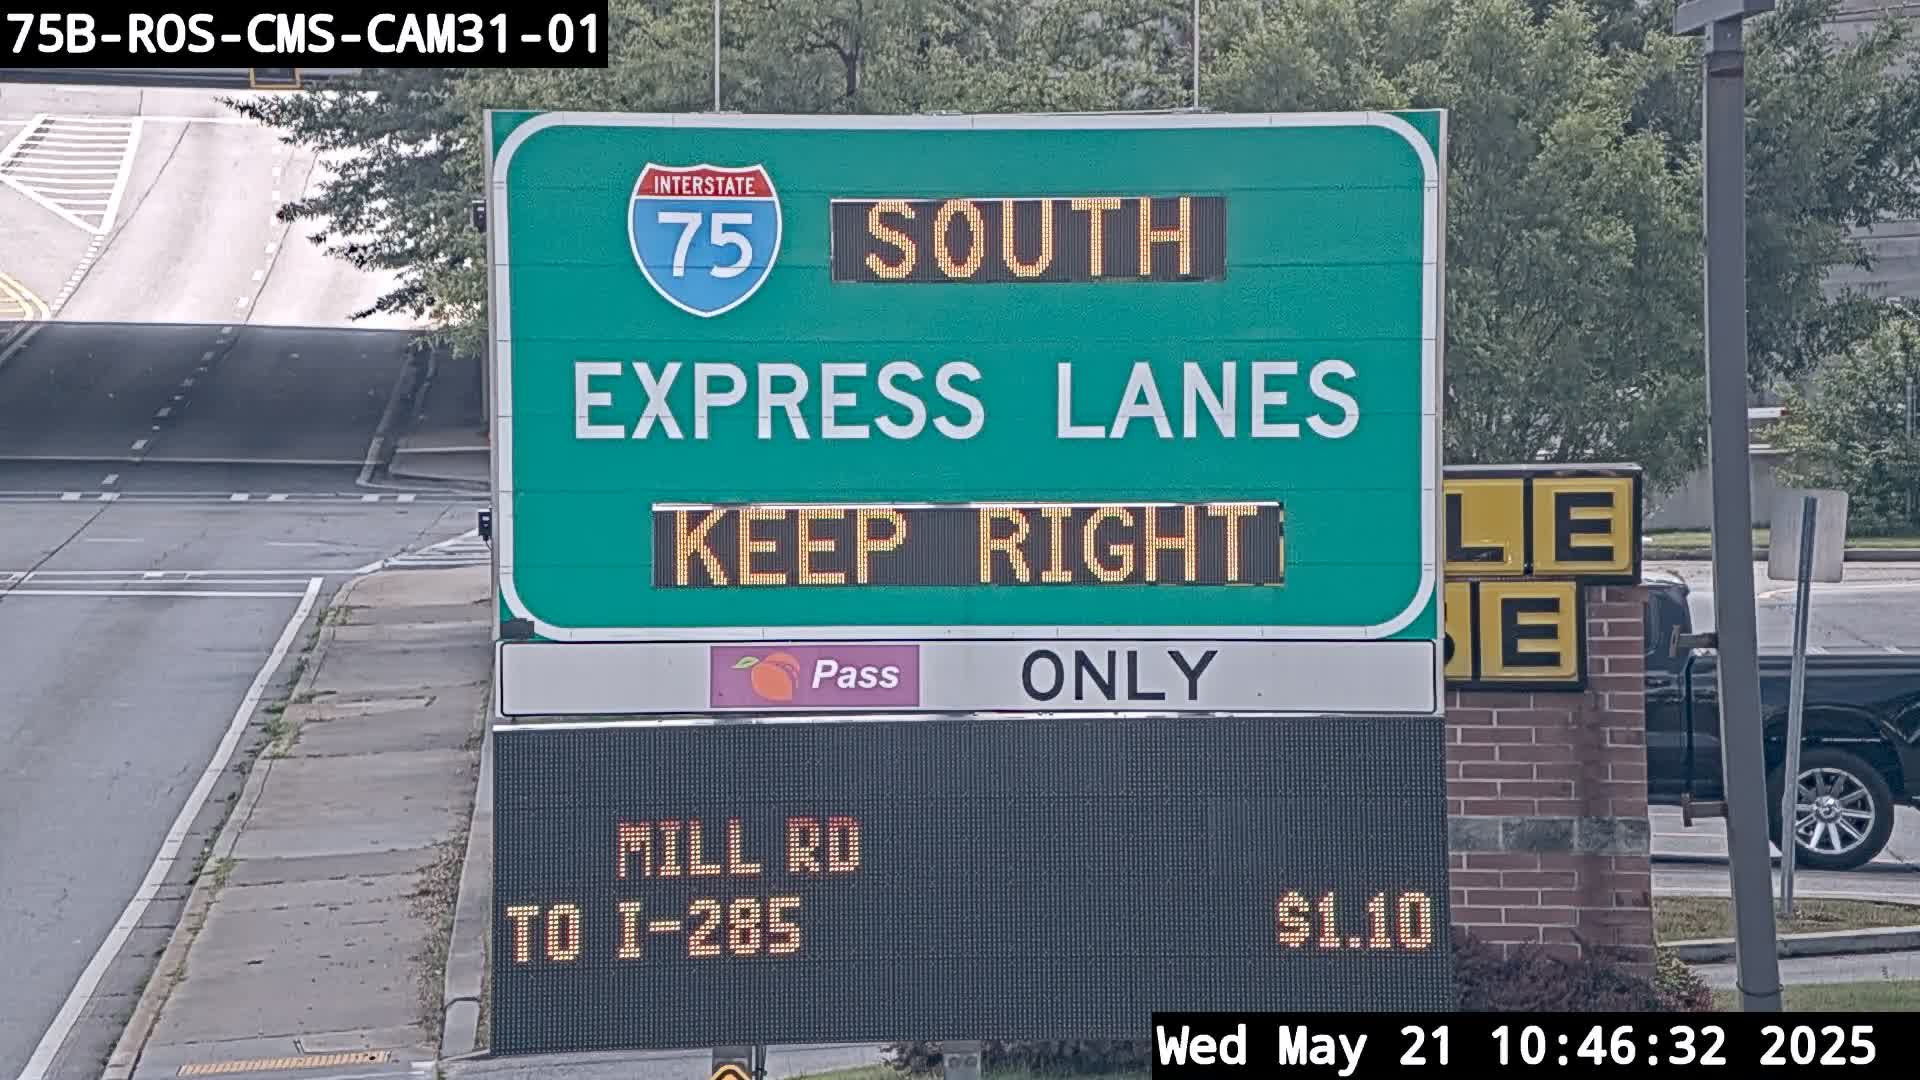 75B-ROS-CMS-CAM31-01
INTERSTATE
75
SOUTH
EXPRESS LANES
KEEP RIGHT
Pass ONLY
MILL RD
TO I-285 $1.10
LE
E
Wed May 21 10:46:32 2025